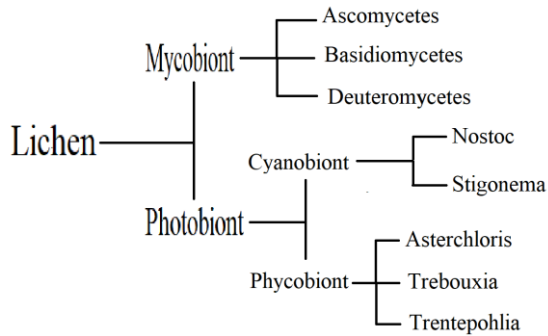 Ascomycetes
Mycobiont
Basidiomycetes
Deuteromycetes
Lichen
Nostoc
Cyanobiont
Stigonema
Photobiont
Asterchloris
Phycobiont
Trebouxia
Trentepohlia